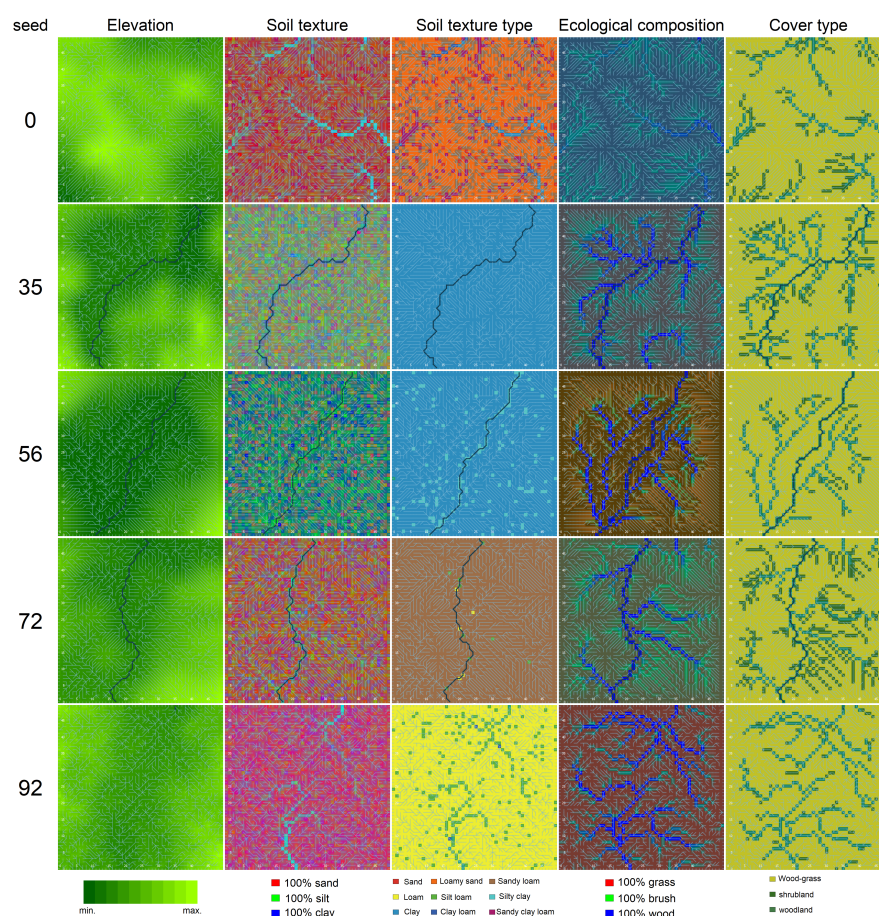 seed Elevation Soil texture Soil texture type Ecological composition Cover type
0
35
56
72
92
min. max.
100% sand
100% silt
100% clay
Sand Loamy sand Sandy loam
Loam Silt loam Silty clay
Clay Clay loam Sandy clay loam
100% grass
100% brush
100% wood
Wood-grass
shrubland
woodland